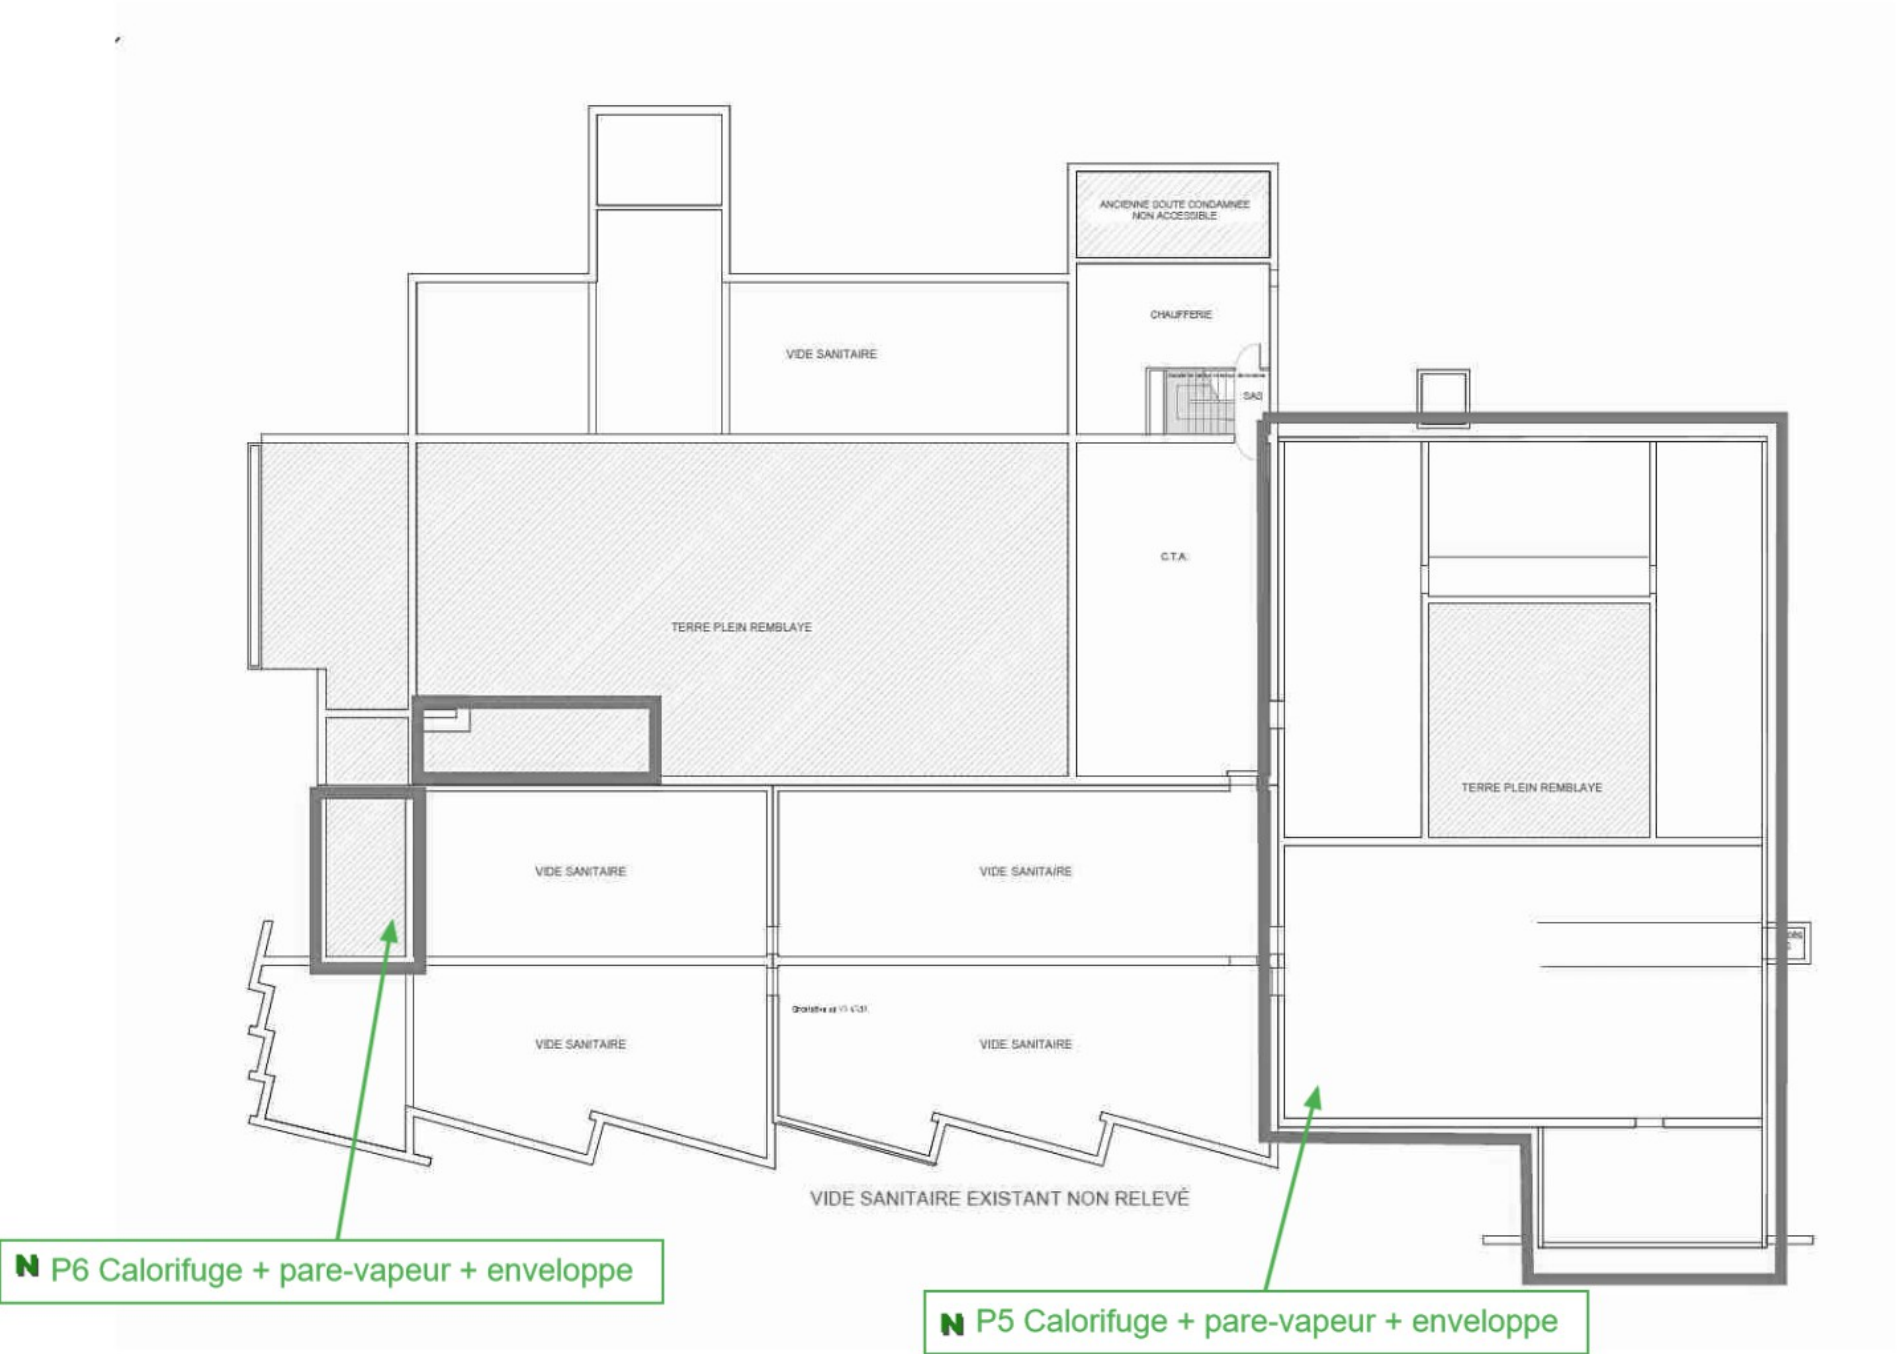 ANCIENNE SOUTE CONDAMNEE
NON ACCESSIBLE
CHAUFFERIE
VIDE SANITAIRE
SAS
C.T.A.
TERRE PLEIN REMBLAYE
TERRE PLEIN REMBLAYE
VIDE SANITAIRE
VIDE SANITAIRE
VIDE SANITAIRE
VIDE SANITAIRE
VIDE SANITAIRE EXISTANT NON RELEVÉ
N P6 Calorifuge + pare-vapeur + enveloppe
N P5 Calorifuge + pare-vapeur + enveloppe